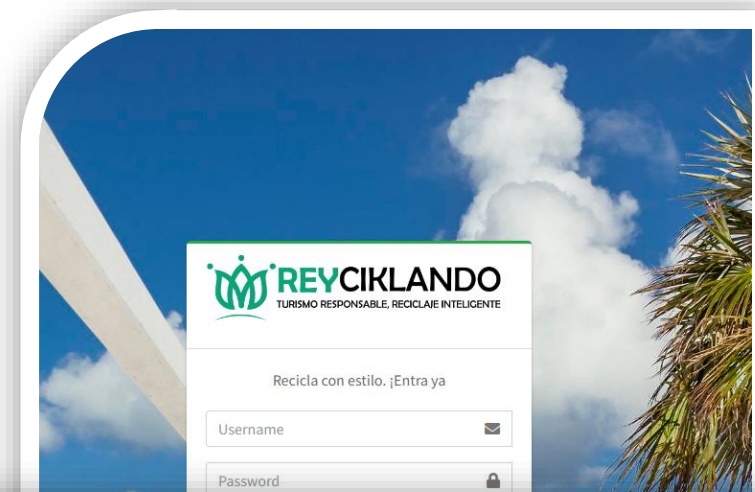 REYCIKLANDO
TURISMO RESPONSABLE, RECICLAJE INTELIGENTE
Recicla con estilo. ¡Entra ya
Username
Password